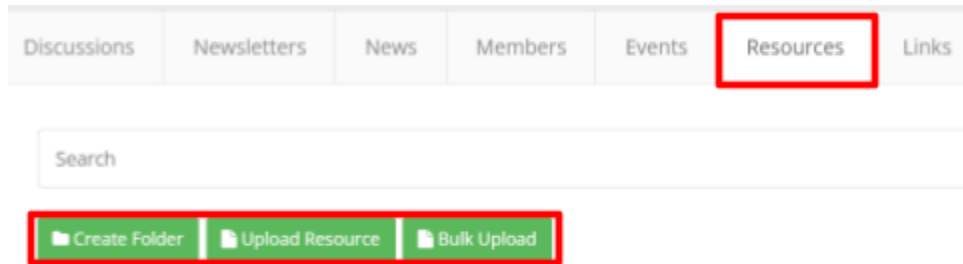 Discussions Newsletters News Members Events Resources Links
Search
Create Folder Upload Resource Bulk Upload